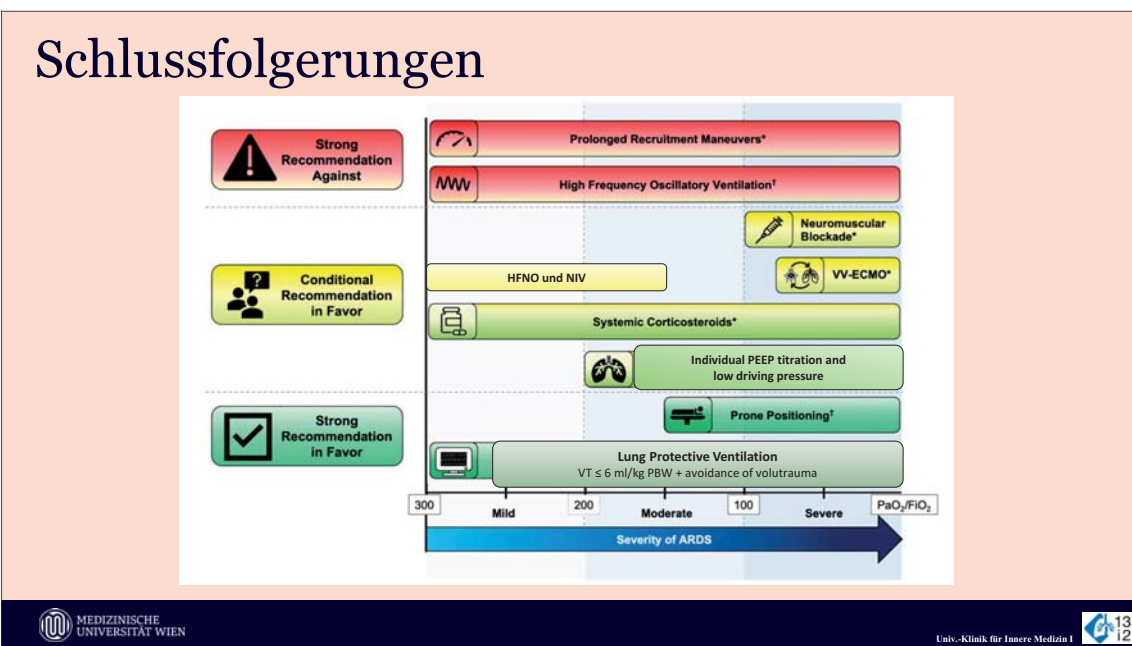 Schlussfolgerungen
Strong
Recommendation
Against
Prolonged Recruitment Maneuvers*
High Frequency Oscillatory Ventilation†
Conditional
Recommendation
in Favor
?
Neuromuscular
Blockade*
HFNO und NIV
VV-ECMO*
Systemic Corticosteroids*
Individual PEEP titration and
low driving pressure
Strong
Recommendation
in Favor
Prone Positioning†
Lung Protective Ventilation
VT ≤ 6 ml/kg PBW + avoidance of volutrauma
300
Mild
200
Moderate
100
Severe
PaO₂/FiO₂
Severity of ARDS
MEDIZINISCHE
UNIVERSITÄT WIEN
Univ.-Klinik für Innere Medizin I
13
i2